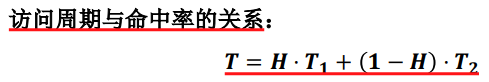 访问周期与命中率的关系：
T = H · T₁ + (1 − H) · T₂